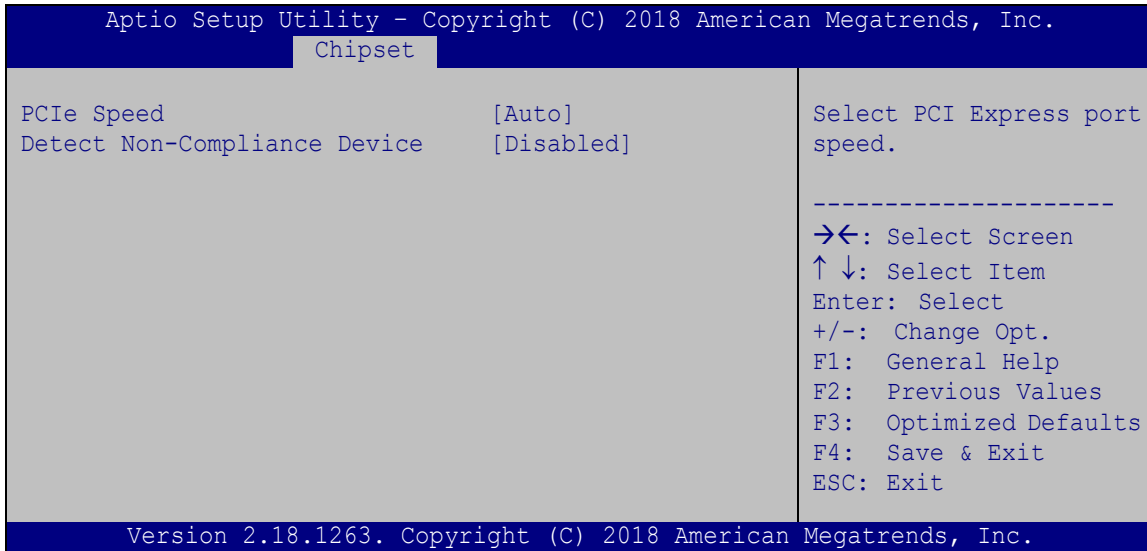 Aptio Setup Utility – Copyright (C) 2018 American Megatrends, Inc.
Chipset
PCIe Speed [Auto]
Detect Non-Compliance Device [Disabled]
Select PCI Express port
speed.
---------------------
→←: Select Screen
↑ ↓: Select Item
Enter: Select
+/-: Change Opt.
F1: General Help
F2: Previous Values
F3: Optimized Defaults
F4: Save & Exit
ESC: Exit
Version 2.18.1263. Copyright (C) 2018 American Megatrends, Inc.